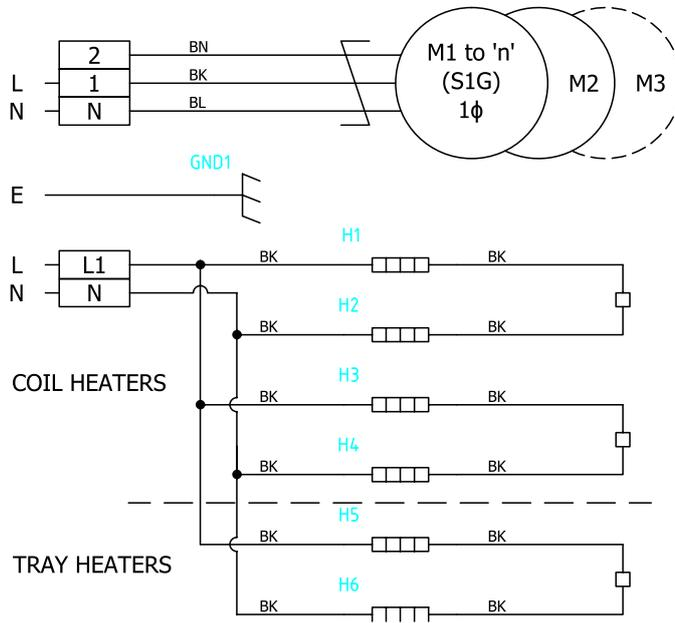 2 BN
L 1 BK
N N BL
M1 to 'n'
(S1G)
1ϕ
M2
M3
GND1
E
H1
L L1 BK BK
N N
H2
BK BK
H3
COIL HEATERS
BK BK
H4
BK BK
H5
BK BK
TRAY HEATERS
H6
BK BK